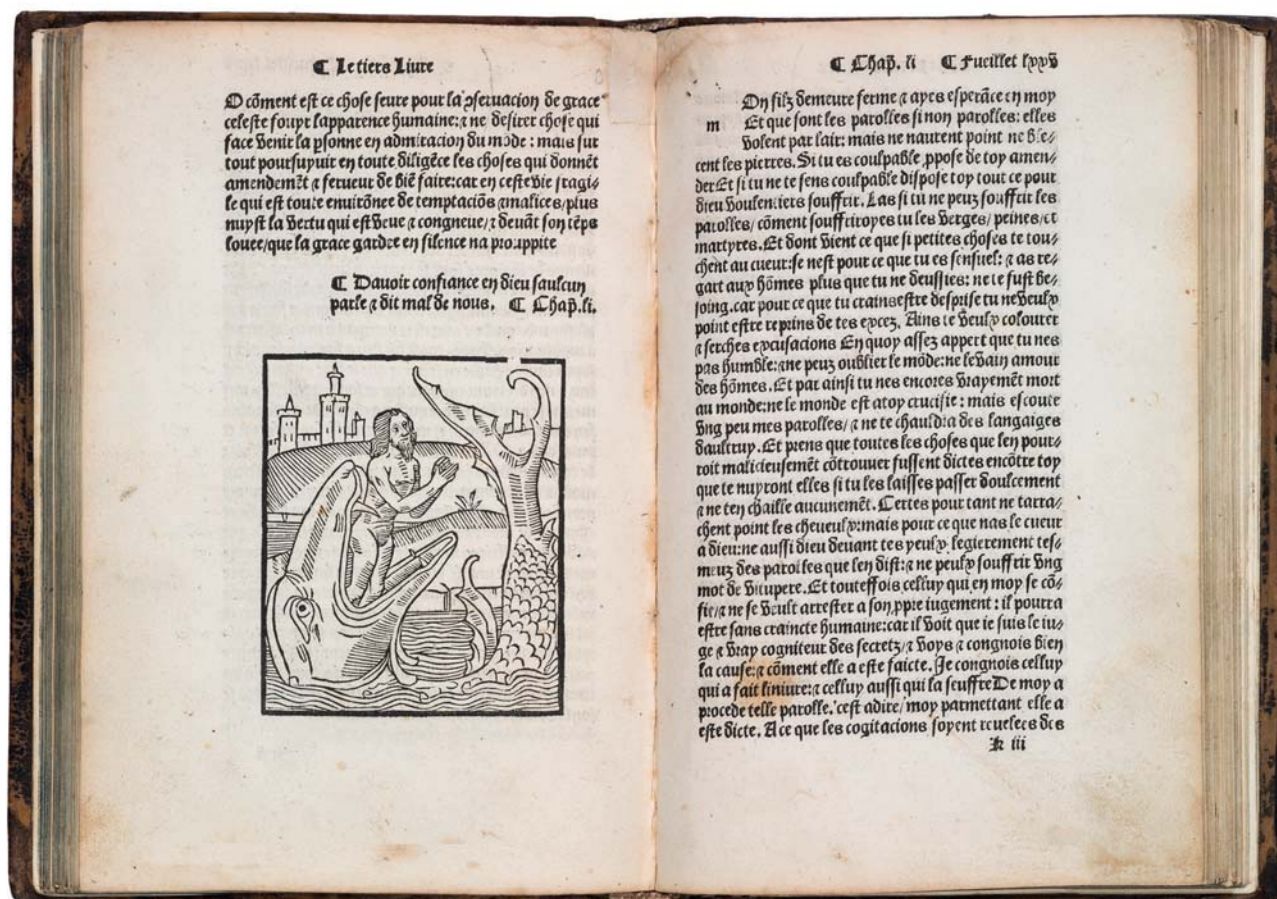 ☾ Le tiers Liure
O cõment est ce chose seure pour la ꝓseruacion de grace
celeste fouyr lapparence humaine: ⁊ ne desirer chose qui
face venir la ꝑsonne en admiracion du mõde : mais sur
tout poursuyuir en toute diligẽce les choses qui donnẽt
amendemẽt ⁊ ferueur de biẽ faire: car en ceste vie fragi⸗
le qui est toute enuirõnee de temptaciõs ⁊ malices/ plus
nuyst la vertu qui est veue ⁊ congneue/ ⁊ deuãt son tẽps
louee/ que la grace gardee en silence na prouppite
☾ Dauoir confiance en dieu saulcun
parle ⁊ dit mal de nous. ☾ Chap̃. li.
☾ Chap̃. li ☾ Fueillet lxxv
On filz demeure ferme ⁊ ayes esperãce en moy
m Et que sont les parolles si non parolles: elles
volent par lair: mais ne naurent point ne ble⸗
cent les pierres. Si tu es coulpable ꝓpose de toy amen⸗
der Et si tu ne te sens coulpable dispose toy tout ce pour
dieu voulentiers souffrir. Las si tu ne peuz souffrir les
parolles/ cõment souffriroyes tu les verges/ peines/ et
martyres. Et dont vient ce que si petites choses te tou⸗
chent au cueur: se nest pour ce que tu es sensuel: ⁊ as re⸗
gart aux hõmes plus que tu ne deusses: ne te fust be⸗
soing. car pour ce que tu crains estre desprise tu ne veulx
point estre reprins de tes excez. Ains te veulx colourer
⁊ serches excusacions En quoy assez appert que tu nes
pas humble: ⁊ ne peuz oublier le mõde: ne le vain amour
des hõmes. Et par ainsi tu nes encores vrayemẽt mort
au monde: ne le monde est a toy crucifie : mais escoute
vng peu mes parolles/ ⁊ ne te chauldra des langaiges
daultruy. Et prens que toutes les choses que len pour⸗
roit malicieusemẽt cõtrouuer fussent dictes encõtre toy
que te nuyront elles si tu les laisses passer doulcement
⁊ ne ten chaille aucunemẽt. Certes pour tant ne tarra⸗
chent point les cheueulx: mais pour ce que nas le cueur
a dieu: ne aussi dieu deuant tes yeulx legierement tes⸗
meuz des parolles que len dist: ⁊ ne peulx souffrir vng
mot de vitupere. Et touteffois celluy qui en moy se cõ⸗
fie/ ⁊ ne se veult arrester a son ꝓpre iugement : il pourra
estre sans craincte humaine: car il voit que ie suis le iu⸗
ge ⁊ vray cogniteur des secretz/ ⁊ voys ⁊ congnois bien
la cause: ⁊ cõment elle a este faicte. Je congnois celluy
qui a fait liniure: ⁊ celluy aussi qui la seuffre De moy a
procede telle parolle. cest adire/ moy parmettant elle a
este dicte. A ce que les cogitacions soyent reuelees des
k iii